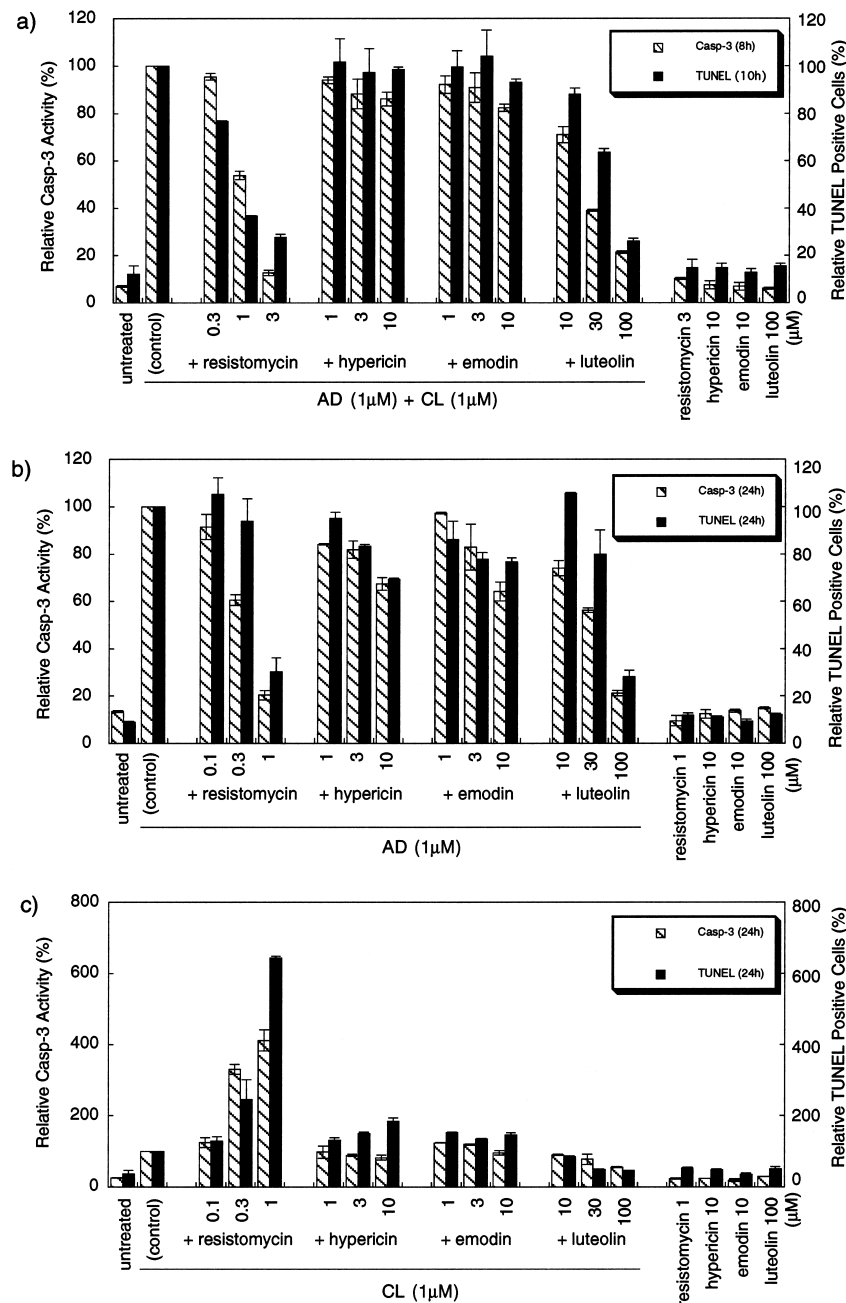 a)
Relative Casp-3 Activity (%)
120
100
80
60
40
20
0
Relative TUNEL Positive Cells (%)
120
100
80
60
40
20
0
Casp-3 (8h)
TUNEL (10h)
untreated
(control)
0.3 1 3
1 3 10
1 3 10
10 30 100
+ resistomycin + hypericin + emodin + luteolin
AD (1µM) + CL (1µM)
resistomycin 3
hypericin 10
emodin 10
luteolin 100
(µM)
b)
Relative Casp-3 Activity (%)
120
100
80
60
40
20
0
Relative TUNEL Positive Cells (%)
120
100
80
60
40
20
0
Casp-3 (24h)
TUNEL (24h)
untreated
(control)
0.1 0.3 1
1 3 10
1 3 10
10 30 100
+ resistomycin + hypericin + emodin + luteolin
AD (1µM)
resistomycin 1
hypericin 10
emodin 10
luteolin 100
(µM)
c)
Relative Casp-3 Activity (%)
800
600
400
200
0
Relative TUNEL Positive Cells (%)
800
600
400
200
0
Casp-3 (24h)
TUNEL (24h)
untreated
(control)
0.1 0.3 1
1 3 10
1 3 10
10 30 100
+ resistomycin + hypericin + emodin + luteolin
CL (1µM)
resistomycin 1
hypericin 10
emodin 10
luteolin 100
(µM)